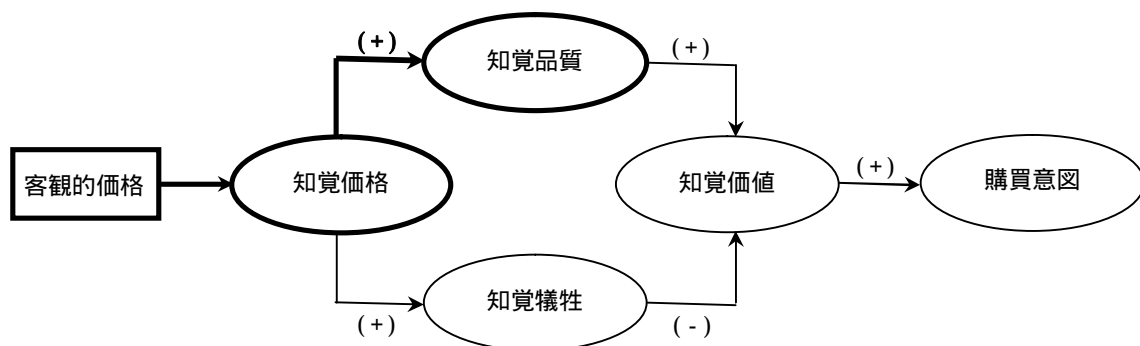 (+)
知覚品質
(+)
客観的価格
知覚価格
知覚価値
(+)
購買意図
(+)
知覚犠牲
(-)